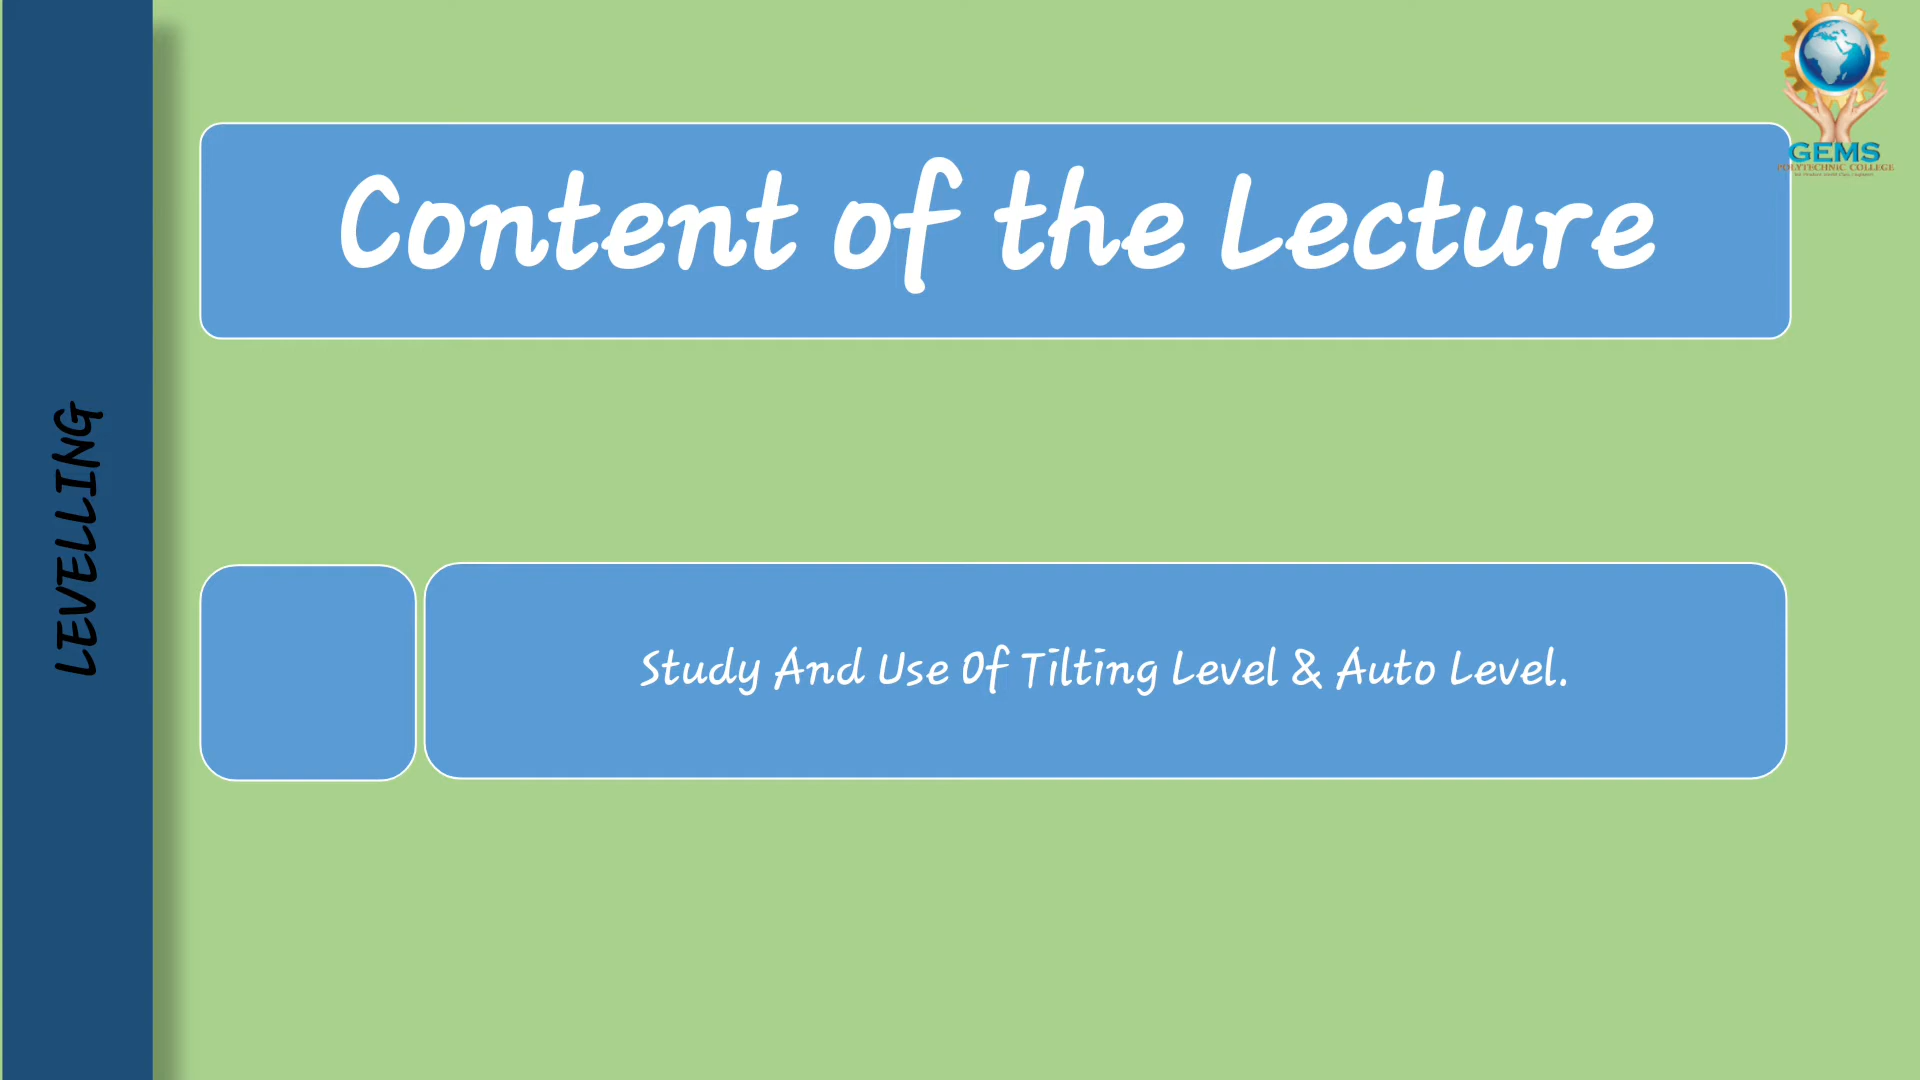 Content of the Lecture
GEMS
POLYTECHNIC COLLEGE
LEVELLING
Study And Use Of Tilting Level & Auto Level.